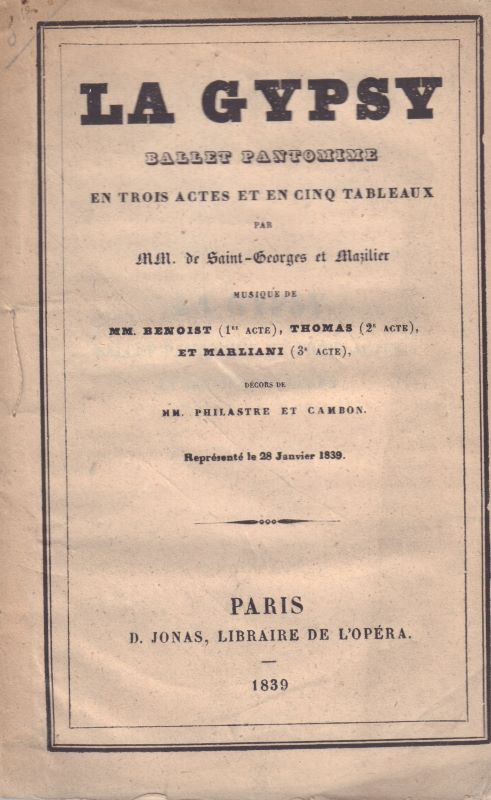 LA GYPSY
BALLET PANTOMIME
EN TROIS ACTES ET EN CINQ TABLEAUX
PAR
MM. de Saint-Georges et Mazilier
MUSIQUE DE
MM. BENOIST (1er ACTE), THOMAS (2e ACTE),
ET MARLIANI (3e ACTE),
DÉCORS DE
MM. PHILASTRE ET CAMBON.
Représenté le 28 Janvier 1839.
PARIS
D. JONAS, LIBRAIRE DE L'OPÉRA.
1839